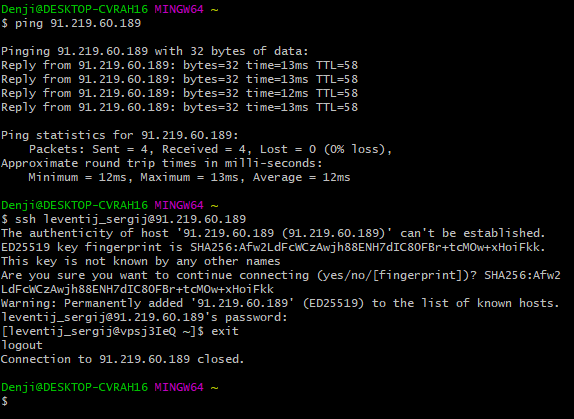 Denji@DESKTOP-CVRAH16 MINGW64 ~
$ ping 91.219.60.189
Pinging 91.219.60.189 with 32 bytes of data:
Reply from 91.219.60.189: bytes=32 time=13ms TTL=58
Reply from 91.219.60.189: bytes=32 time=13ms TTL=58
Reply from 91.219.60.189: bytes=32 time=12ms TTL=58
Reply from 91.219.60.189: bytes=32 time=13ms TTL=58
Ping statistics for 91.219.60.189:
    Packets: Sent = 4, Received = 4, Lost = 0 (0% loss),
Approximate round trip times in milli-seconds:
    Minimum = 12ms, Maximum = 13ms, Average = 12ms
Denji@DESKTOP-CVRAH16 MINGW64 ~
$ ssh leventij_sergij@91.219.60.189
The authenticity of host '91.219.60.189 (91.219.60.189)' can't be established.
ED25519 key fingerprint is SHA256:Afw2LdFcWCzAwjh88ENH7dIC8OFBr+tcMOw+xHoiFkk.
This key is not known by any other names
Are you sure you want to continue connecting (yes/no/[fingerprint])? SHA256:Afw2
LdFcWCzAwjh88ENH7dIC8OFBr+tcMOw+xHoiFkk
Warning: Permanently added '91.219.60.189' (ED25519) to the list of known hosts.
leventij_sergij@91.219.60.189's password:
[leventij_sergij@vpsj3IeQ ~]$ exit
logout
Connection to 91.219.60.189 closed.
Denji@DESKTOP-CVRAH16 MINGW64 ~
$